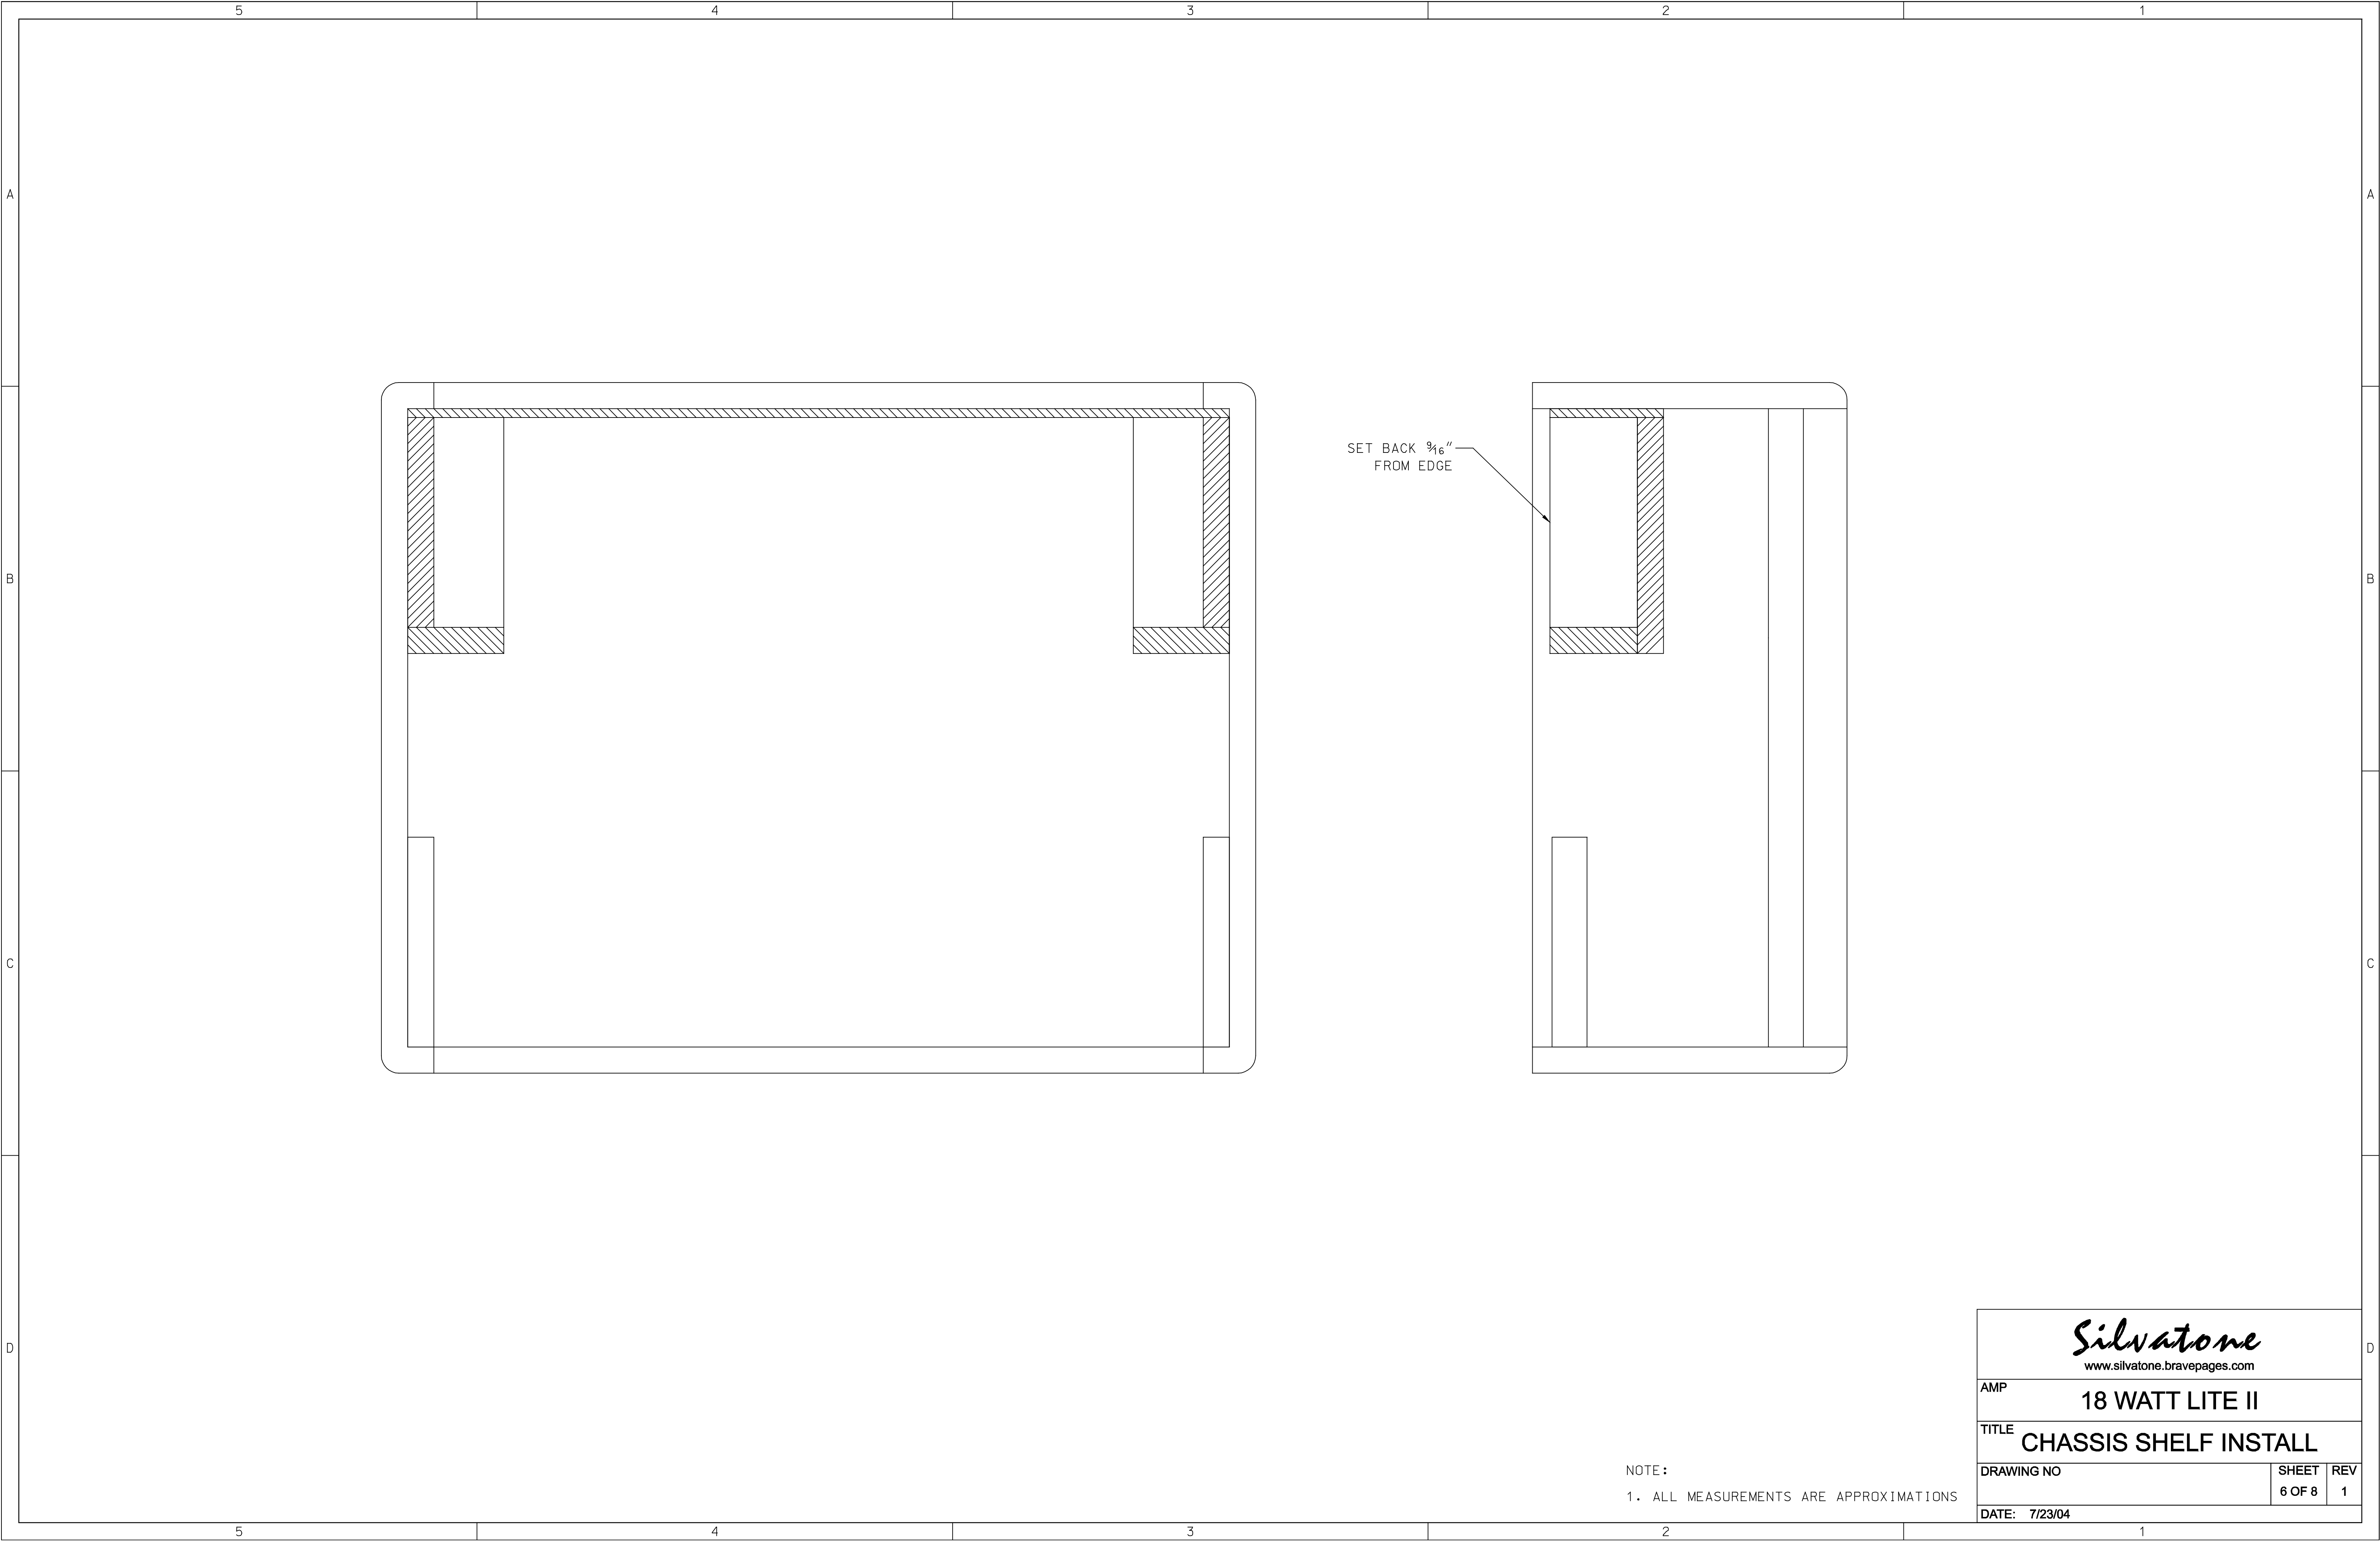 5 4 3 2 1
A A
SET BACK 9/16"
FROM EDGE
B B
C C
Silvatone
www.silvatone.bravepages.com
D D
AMP
18 WATT LITE II
TITLE
CHASSIS SHELF INSTALL
NOTE:
1. ALL MEASUREMENTS ARE APPROXIMATIONS
DRAWING NO
SHEET REV
6 OF 8 1
DATE: 7/23/04
5 4 3 2 1